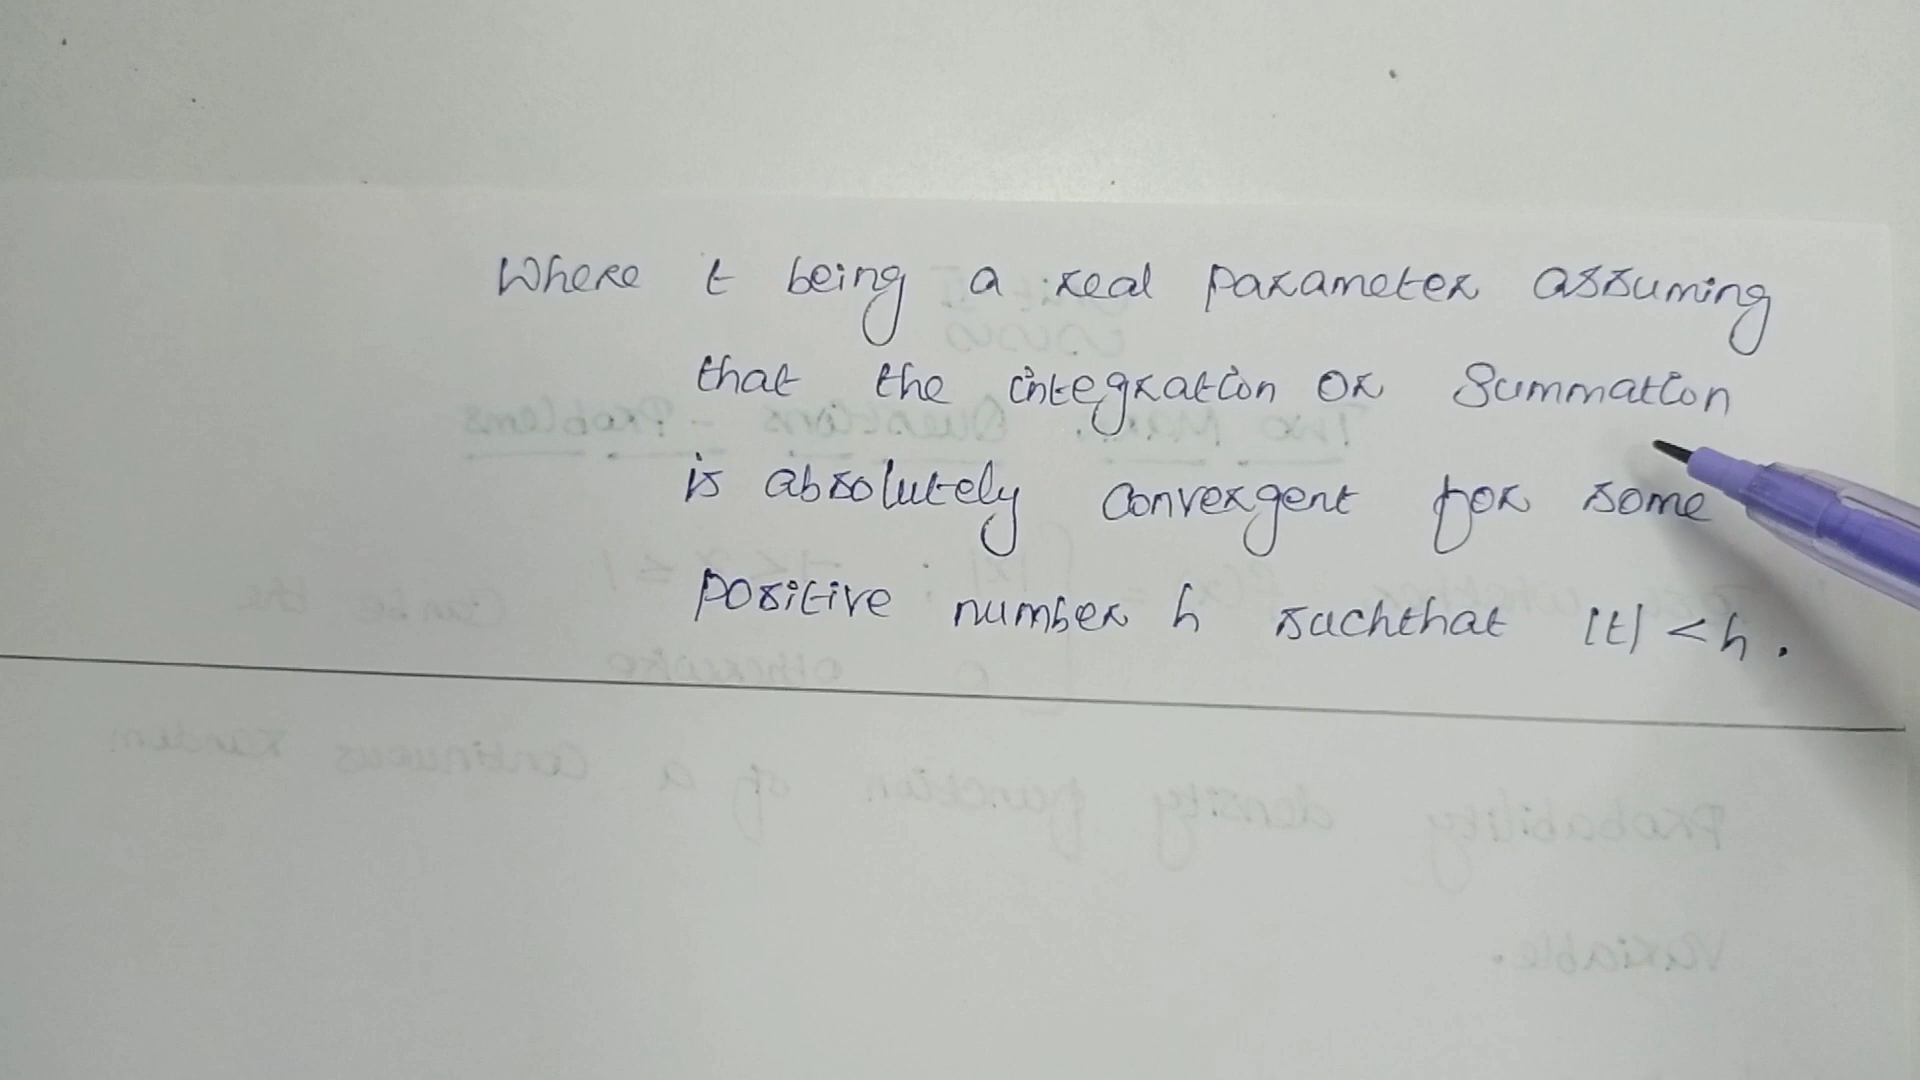 Where t being a real parameter assuming
that the integration or Summation
is absolutely convergent for some
positive number h suchthat |t| < h.